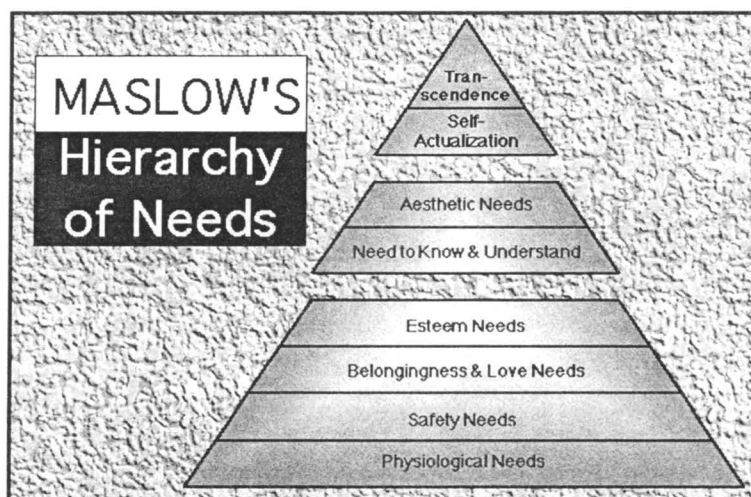 MASLOW'S
Hierarchy
of Needs
Tran-
scendence
Self-
Actualization
Aesthetic Needs
Need to Know & Understand
Esteem Needs
Belongingness & Love Needs
Safety Needs
Physiological Needs